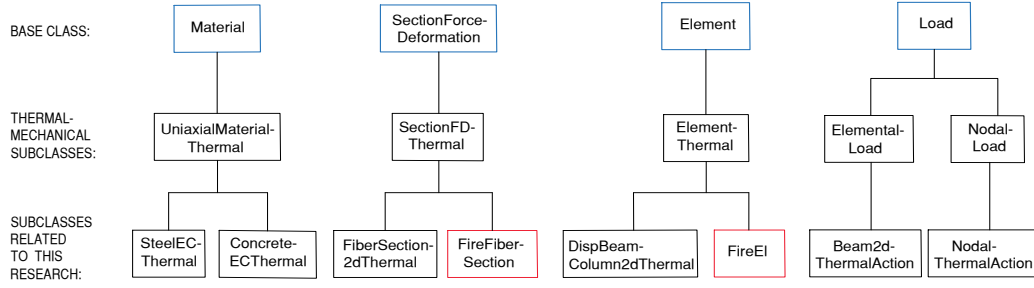 BASE CLASS:
Material
SectionForce-
Deformation
Element
Load
THERMAL-
MECHANICAL
SUBCLASSES:
UniaxialMaterial-
Thermal
SectionFD-
Thermal
Element-
Thermal
Elemental-
Load
Nodal-
Load
SUBCLASSES
RELATED
TO THIS
RESEARCH:
SteelEC-
Thermal
Concrete-
ECThermal
FiberSection-
2dThermal
FireFiber-
Section
DispBeam-
Column2dThermal
FireEl
Beam2d-
ThermalAction
Nodal-
ThermalAction